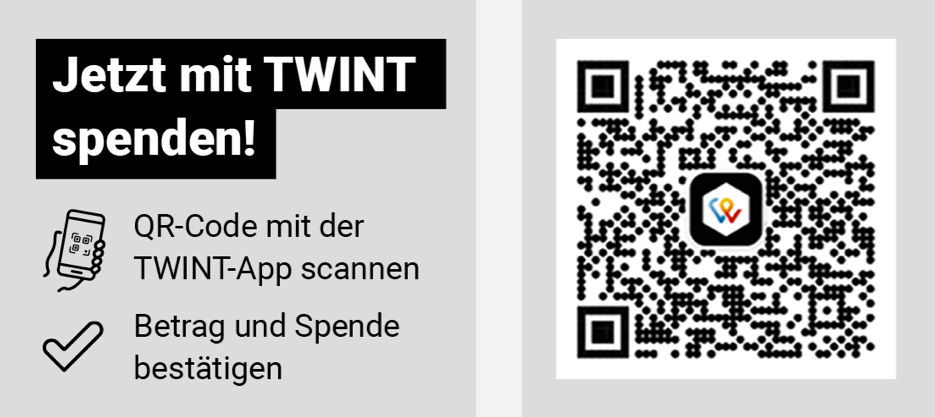 Jetzt mit TWINT
spenden!
QR-Code mit der
TWINT-App scannen
Betrag und Spende
bestätigen